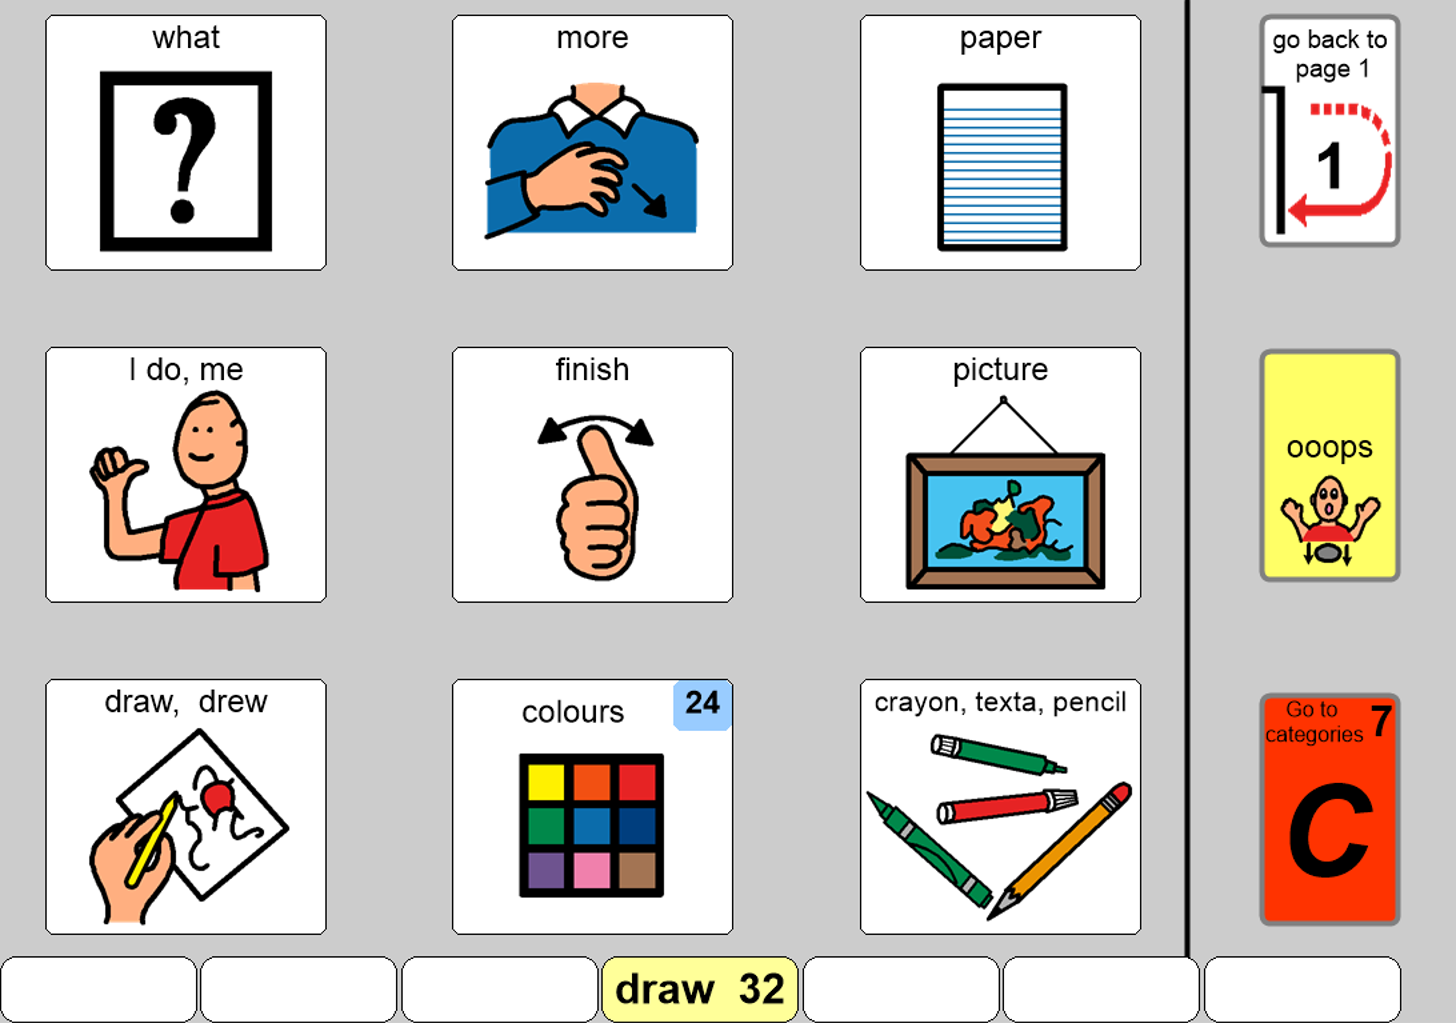 what
?
more
paper
go back to
page 1
1
I do, me
finish
picture
ooops
draw, drew
colours
24
crayon, texta, pencil
Go to
categories 7
C
draw 32